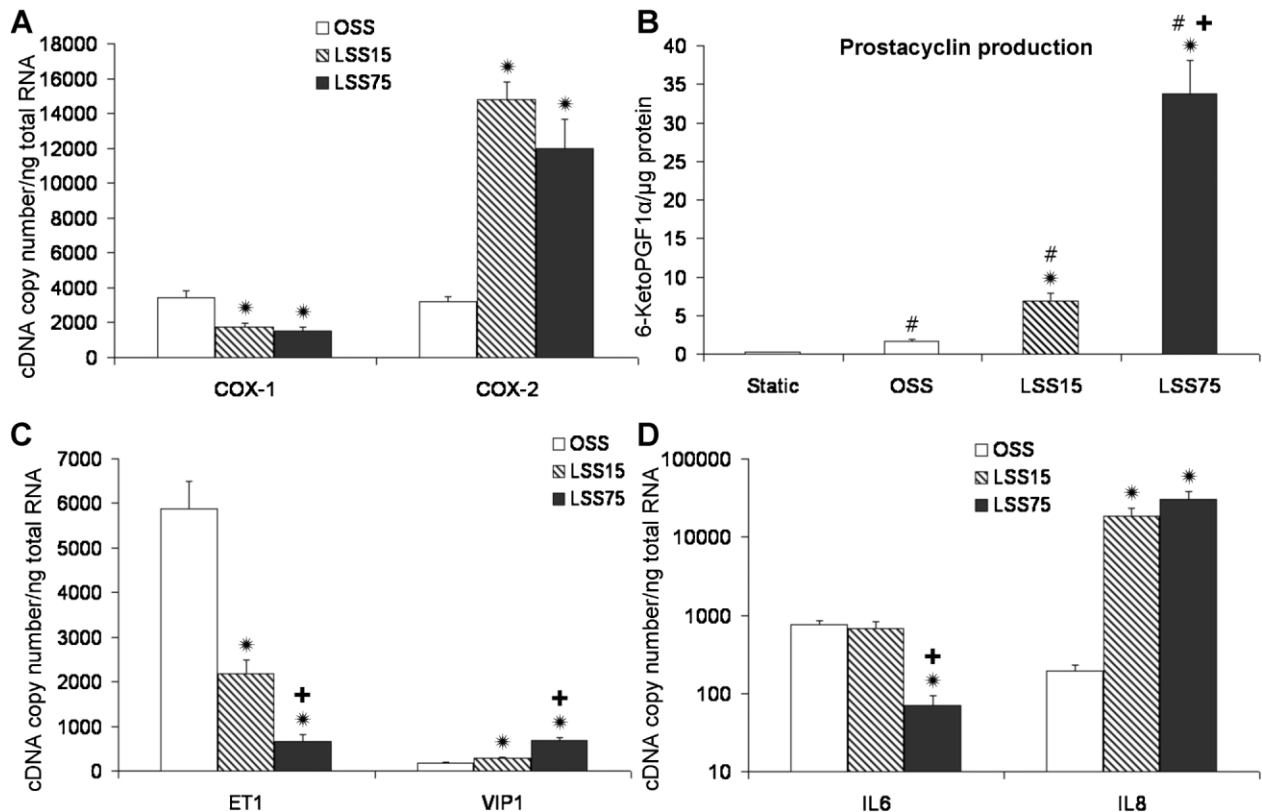 A
OSS
LSS15
LSS75
cDNA copy number/ng total RNA
18000
16000
14000
12000
10000
8000
6000
4000
2000
0
✷
✷
✷
✷
COX-1 COX-2
B
Prostacyclin production
6-KetoPGF1α/µg protein
40
35
30
25
20
15
10
5
0
#
#
✷
# +
✷
Static OSS LSS15 LSS75
C
OSS
LSS15
LSS75
cDNA copy number/ng total RNA
7000
6000
5000
4000
3000
2000
1000
0
✷
+
✷
✷
+
✷
ET1 VIP1
D
OSS
LSS15
LSS75
cDNA copy number/ng total RNA
100000
10000
1000
100
10
+
✷
✷
✷
IL6 IL8